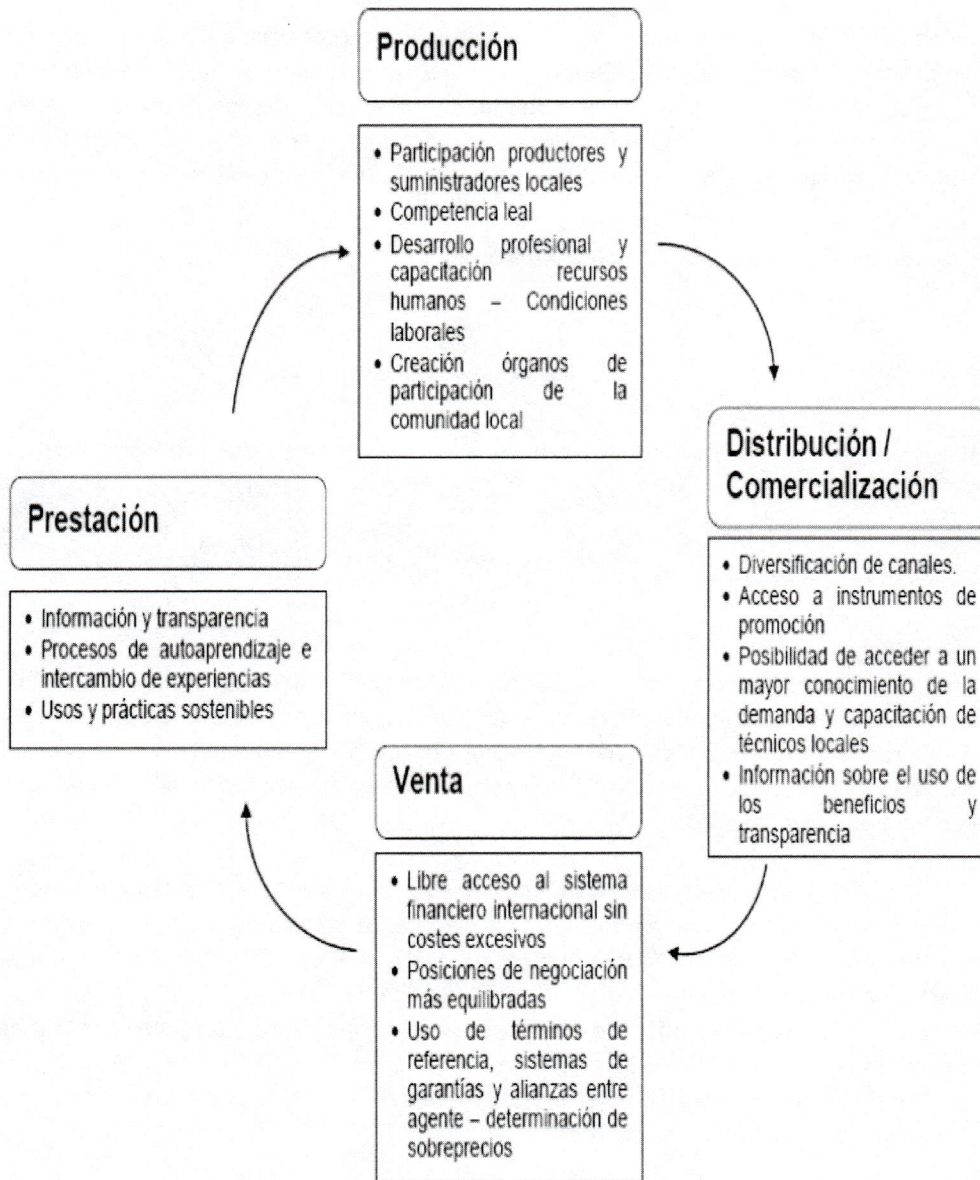 Producción
• Participación productores y
suministradores locales
• Competencia leal
• Desarrollo profesional y
capacitación recursos
humanos – Condiciones
laborales
• Creación órganos de
participación de la
comunidad local
Distribución /
Comercialización
• Diversificación de canales.
• Acceso a instrumentos de
promoción
• Posibilidad de acceder a un
mayor conocimiento de la
demanda y capacitación de
técnicos locales
• Información sobre el uso de
los beneficios y
transparencia
Venta
• Libre acceso al sistema
financiero internacional sin
costes excesivos
• Posiciones de negociación
más equilibradas
• Uso de términos de
referencia, sistemas de
garantías y alianzas entre
agente – determinación de
sobreprecios
Prestación
• Información y transparencia
• Procesos de autoaprendizaje e
intercambio de experiencias
• Usos y prácticas sostenibles